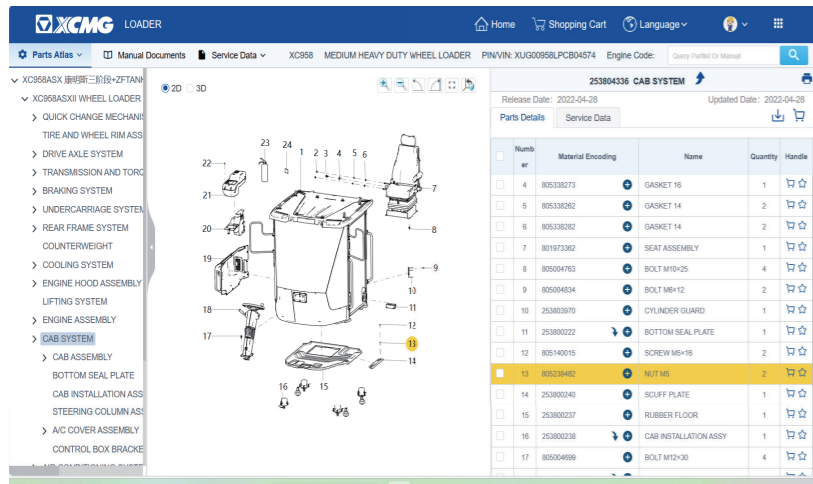 XCMG LOADER Home Shopping Cart Language
Parts Atlas Manual Documents Service Data XC958 MEDIUM HEAVY DUTY WHEEL LOADER PIN/VIN: XUG00958LPCB04574 Engine Code: Query PartNo Or Manual
XC958ASX 康明斯三阶段+ZFTANK
XC958ASXII WHEEL LOADER
QUICK CHANGE MECHANIS
TIRE AND WHEEL RIM ASS
DRIVE AXLE SYSTEM
TRANSMISSION AND TORQ
BRAKING SYSTEM
UNDERCARRIAGE SYSTEM
REAR FRAME SYSTEM
COUNTERWEIGHT
COOLING SYSTEM
ENGINE HOOD ASSEMBLY
LIFTING SYSTEM
ENGINE ASSEMBLY
CAB SYSTEM
CAB ASSEMBLY
BOTTOM SEAL PLATE
CAB INSTALLATION ASS
STEERING COLUMN ASS
A/C COVER ASSEMBLY
CONTROL BOX BRACKE
2D 3D
23 24 1 2 3 4 5 6
22
21
7
20
8
19
9
10
18
11
17
12
13
14
16 15
253804336 CAB SYSTEM
Release Date: 2022-04-28 Updated Date: 2022-04-28
Parts Details Service Data
Number Material Encoding Name Quantity Handle
4 805338273 GASKET 16 1
5 805338262 GASKET 14 2
6 805338262 GASKET 14 2
7 801973362 SEAT ASSEMBLY 1
8 805004763 BOLT M10×25 4
9 805004834 BOLT M6×12 2
10 253803970 CYLINDER GUARD 1
11 253800222 BOTTOM SEAL PLATE 1
12 805140015 SCREW M5×16 2
13 805238482 NUT M5 2
14 253800240 SCUFF PLATE 1
15 253800237 RUBBER FLOOR 1
16 253800238 CAB INSTALLATION ASSY 1
17 805004699 BOLT M12×30 4